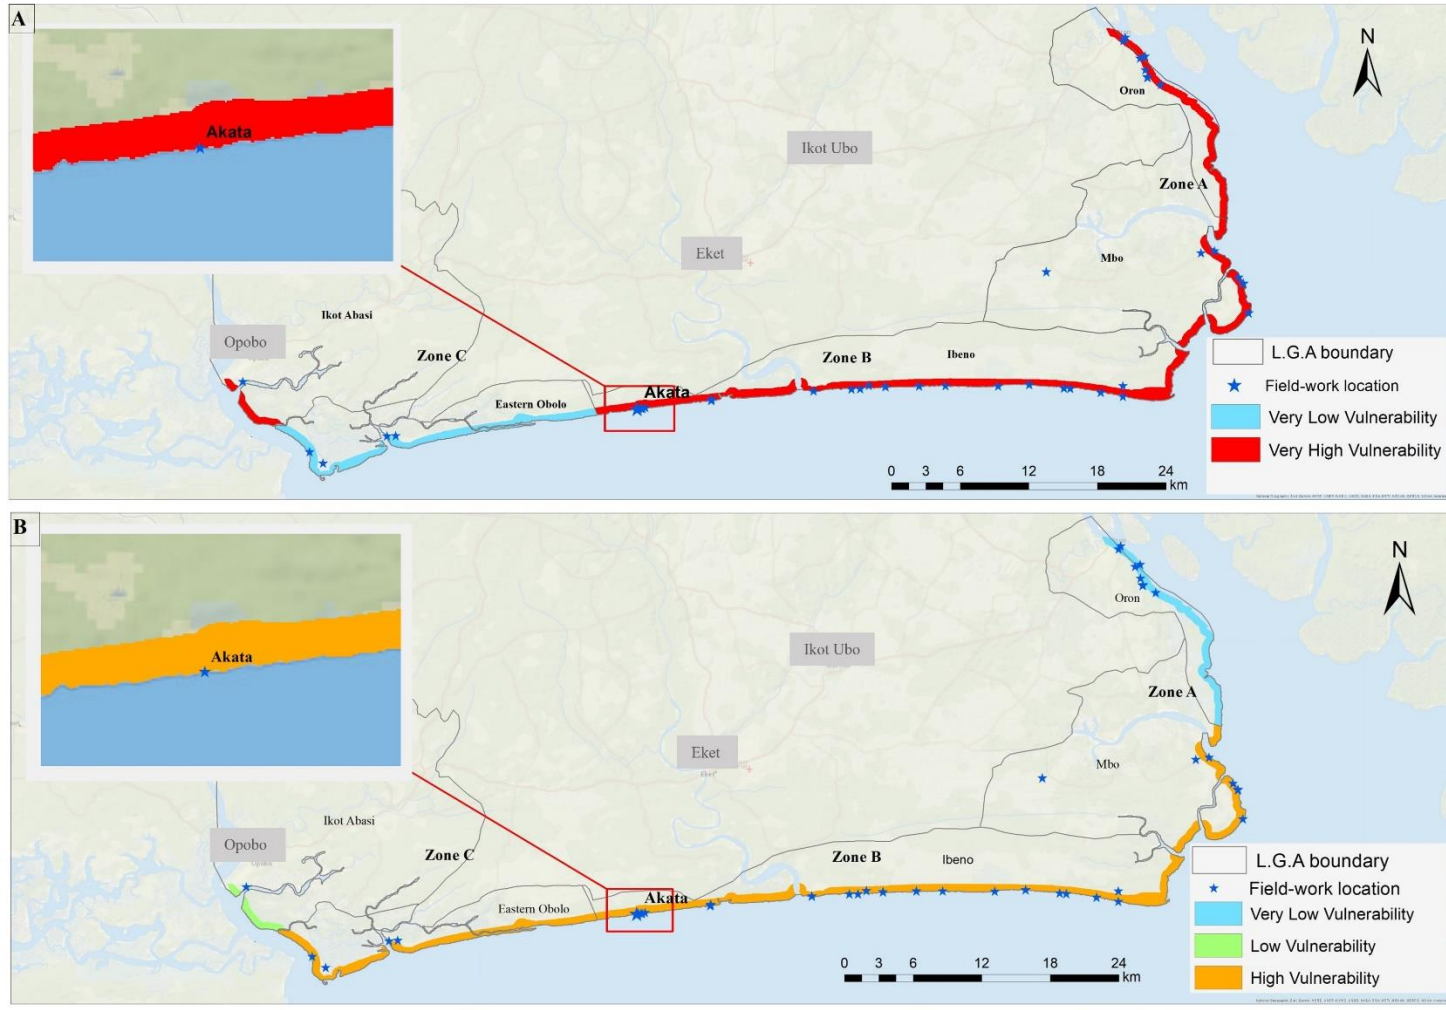 A
N
Akata
Oron
Ikot Ubo
Zone A
Eket
Mbo
Ikot Abasi
Opobo
Zone C
Zone B
Ibeno
Akata
Eastern Obolo
L.G.A boundary
Field-work location
Very Low Vulnerability
Very High Vulnerability
0 3 6 12 18 24
km
B
N
Akata
Oron
Ikot Ubo
Zone A
Eket
Mbo
Ikot Abasi
Opobo
Zone C
Zone B
Ibeno
Akata
Eastern Obolo
L.G.A boundary
Field-work location
Very Low Vulnerability
Low Vulnerability
High Vulnerability
0 3 6 12 18 24
km